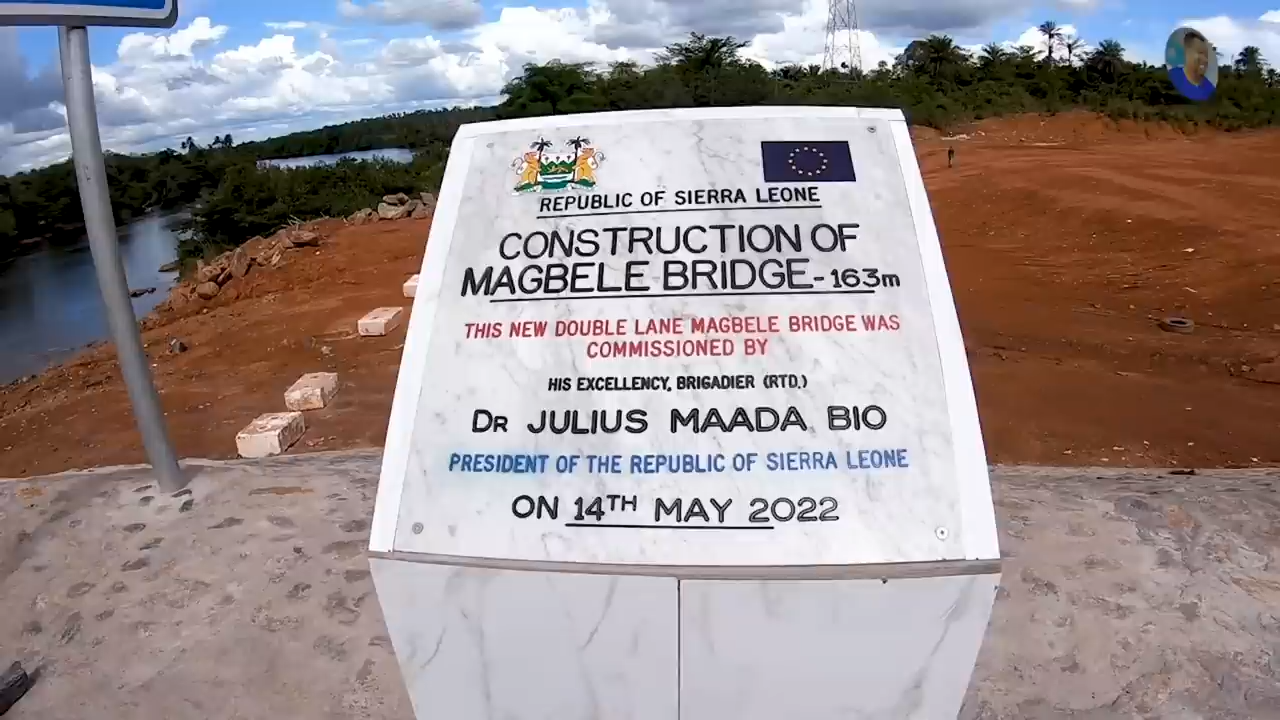 REPUBLIC OF SIERRA LEONE
CONSTRUCTION OF
MAGBELE BRIDGE-163m
THIS NEW DOUBLE LANE MAGBELE BRIDGE WAS
COMMISSIONED BY
HIS EXCELLENCY, BRIGADIER (RTD.)
Dr JULIUS MAADA BIO
PRESIDENT OF THE REPUBLIC OF SIERRA LEONE
ON 14TH MAY 2022